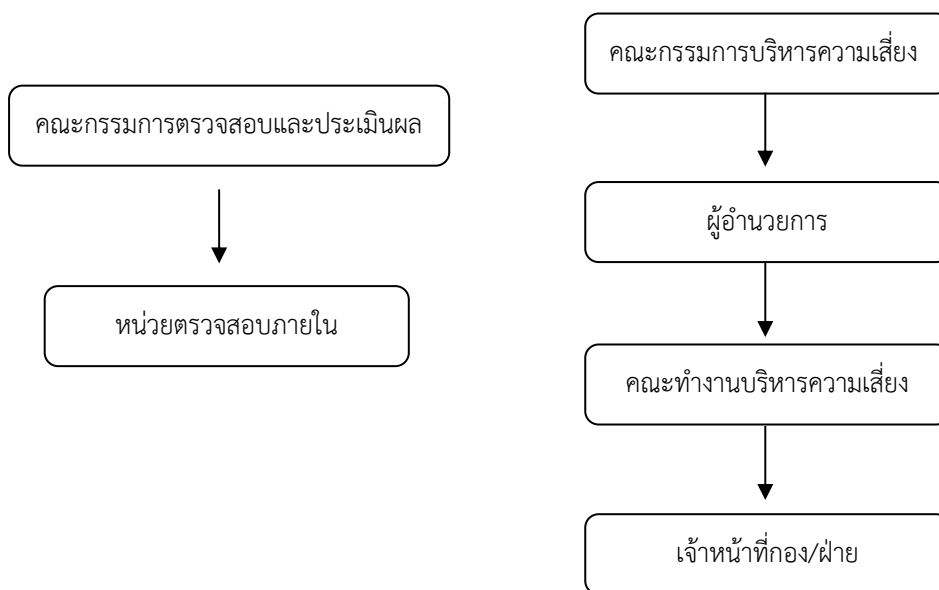 คณะกรรมการบริหารความเสี่ยง
คณะกรรมการตรวจสอบและประเมินผล
ผู้อำนวยการ
หน่วยตรวจสอบภายใน
คณะทำงานบริหารความเสี่ยง
เจ้าหน้าที่กอง/ฝ่าย